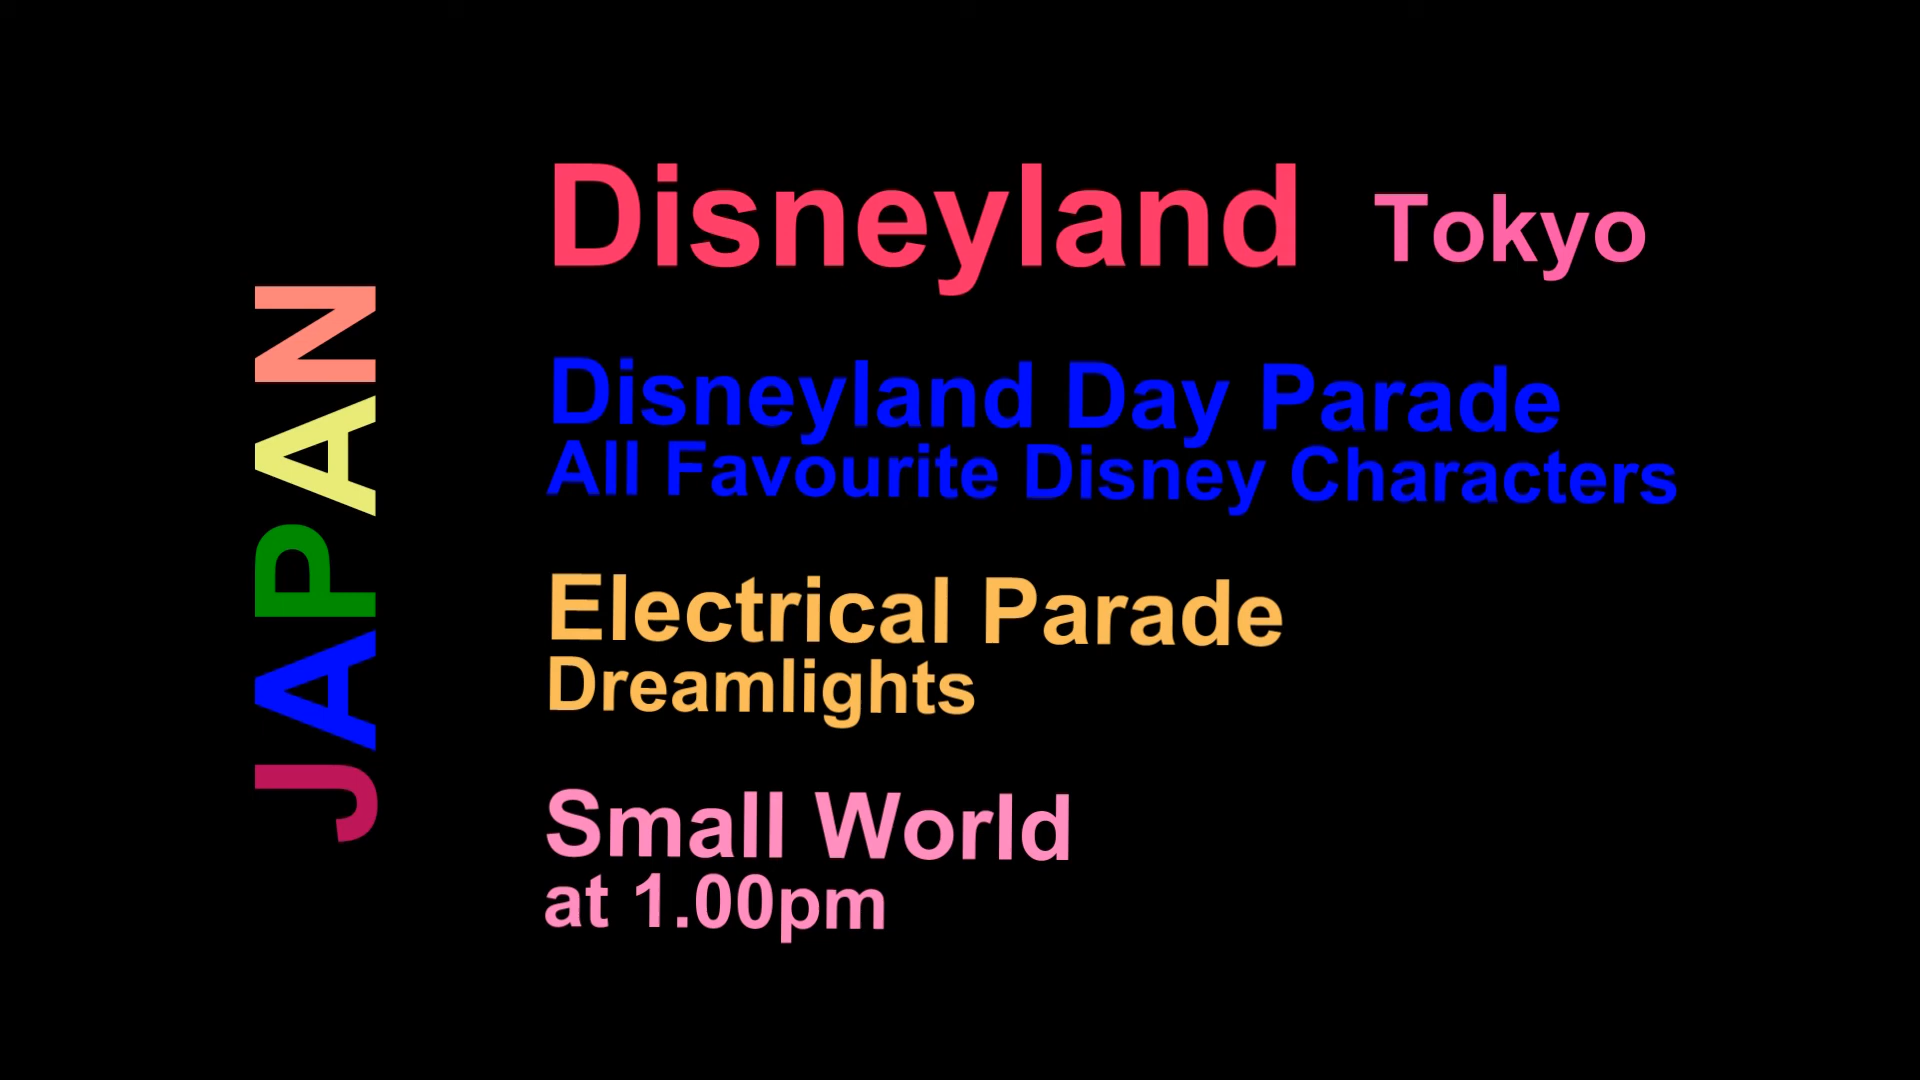 JAPAN
Disneyland Tokyo
Disneyland Day Parade
All Favourite Disney Characters
Electrical Parade
Dreamlights
Small World
at 1.00pm